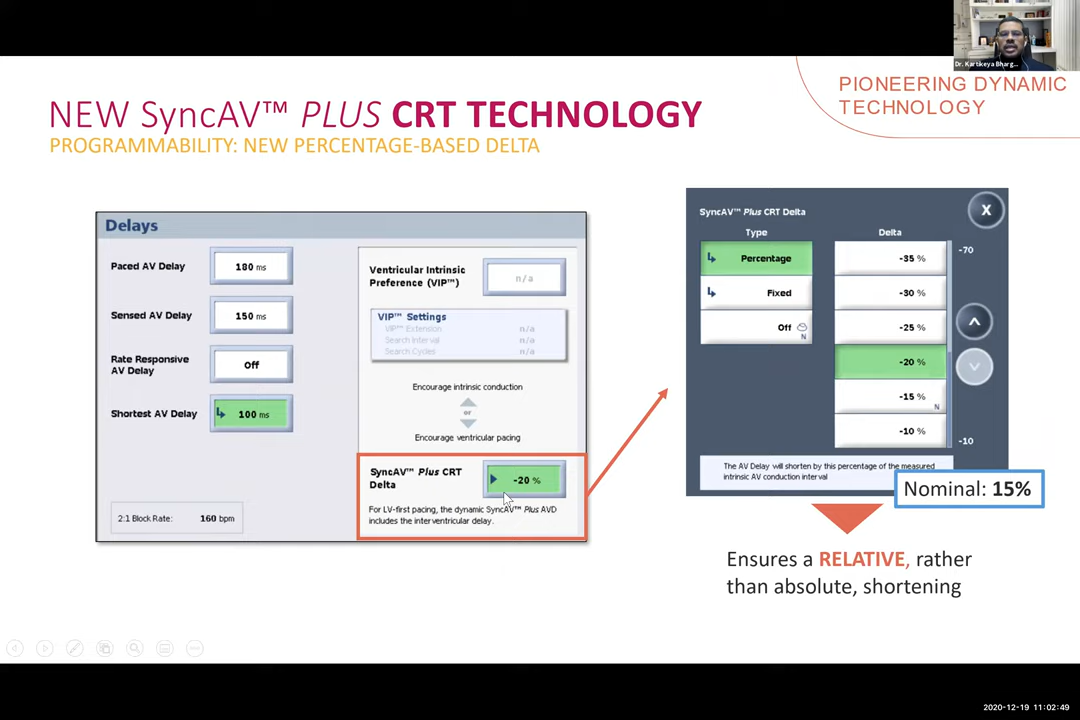 Dr. Kartikeya Bharg...
PIONEERING DYNAMIC
TECHNOLOGY
NEW SyncAV™ PLUS CRT TECHNOLOGY
PROGRAMMABILITY: NEW PERCENTAGE-BASED DELTA
Delays
Paced AV Delay
180 ms
Sensed AV Delay
150 ms
Rate Responsive
AV Delay
Off
Shortest AV Delay
100 ms
2:1 Block Rate: 160 bpm
Ventricular Intrinsic
Preference (VIP™)
n/a
VIP™ Settings
VIP™ Extension n/a
Search Interval n/a
Search Cycles n/a
Encourage intrinsic conduction
or
Encourage ventricular pacing
SyncAV™ Plus CRT
Delta
-20 %
For LV-first pacing, the dynamic SyncAV™ Plus AVD
includes the interventricular delay.
SyncAV™ Plus CRT Delta
X
Type
Delta
Percentage
Fixed
Off
N
-35 %
-30 %
-25 %
-20 %
-15 %
N
-10 %
-70
-10
The AV Delay will shorten by this percentage of the measured
intrinsic AV conduction interval
Nominal: 15%
Ensures a RELATIVE, rather
than absolute, shortening
2020-12-19 11:02:49